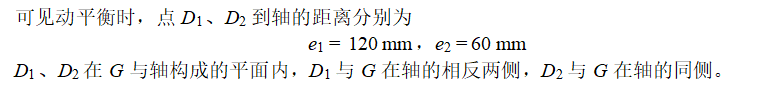 可见动平衡时，点 D1、D2 到轴的距离分别为
e1 = 120 mm，e2 = 60 mm
D1、D2 在 G 与轴构成的平面内，D1 与 G 在轴的相反两侧，D2 与 G 在轴的同侧。